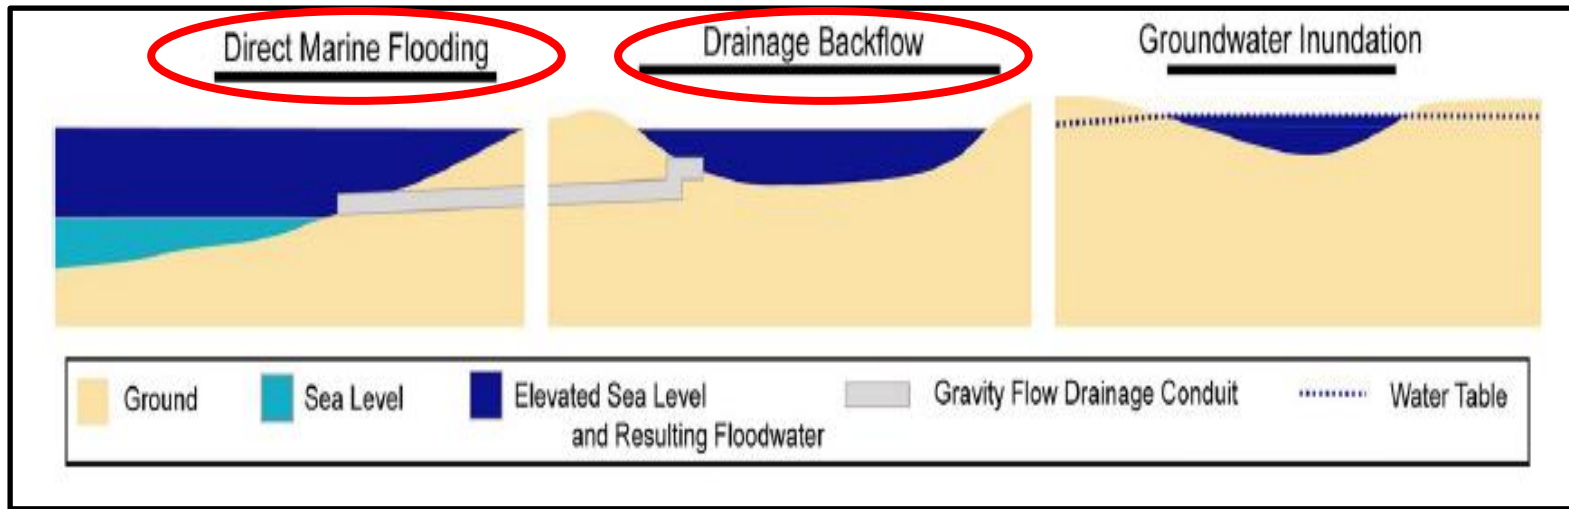 Direct Marine Flooding
Drainage Backflow
Groundwater Inundation
Ground
Sea Level
Elevated Sea Level
and Resulting Floodwater
Gravity Flow Drainage Conduit
Water Table